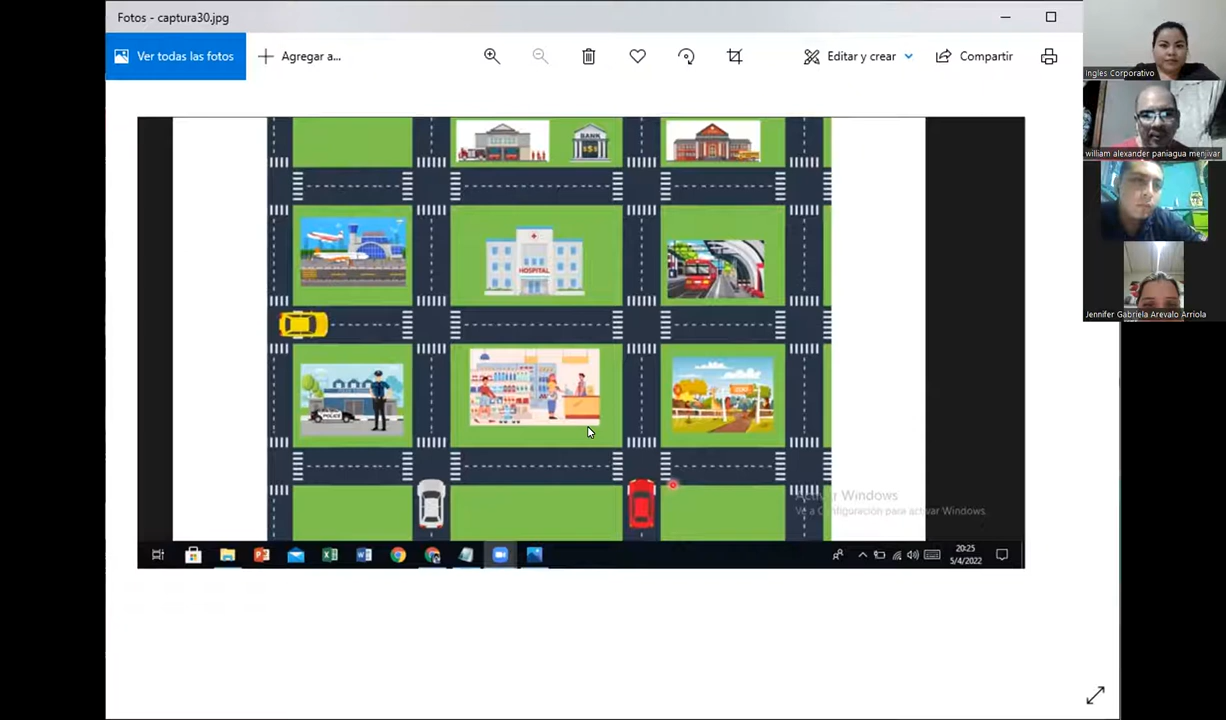 Fotos - captura30.jpg
Ver todas las fotos
Agregar a...
Editar y crear
Compartir
Ingles Corporativo
william alexander paniagua menjivar
Jennifer Gabriela Arevalo Arriola
BANK
$$$
HOSPITAL
POLICE
ZOO
Activar Windows
Ve a Configuración para activar Windows.
20:25
5/4/2022